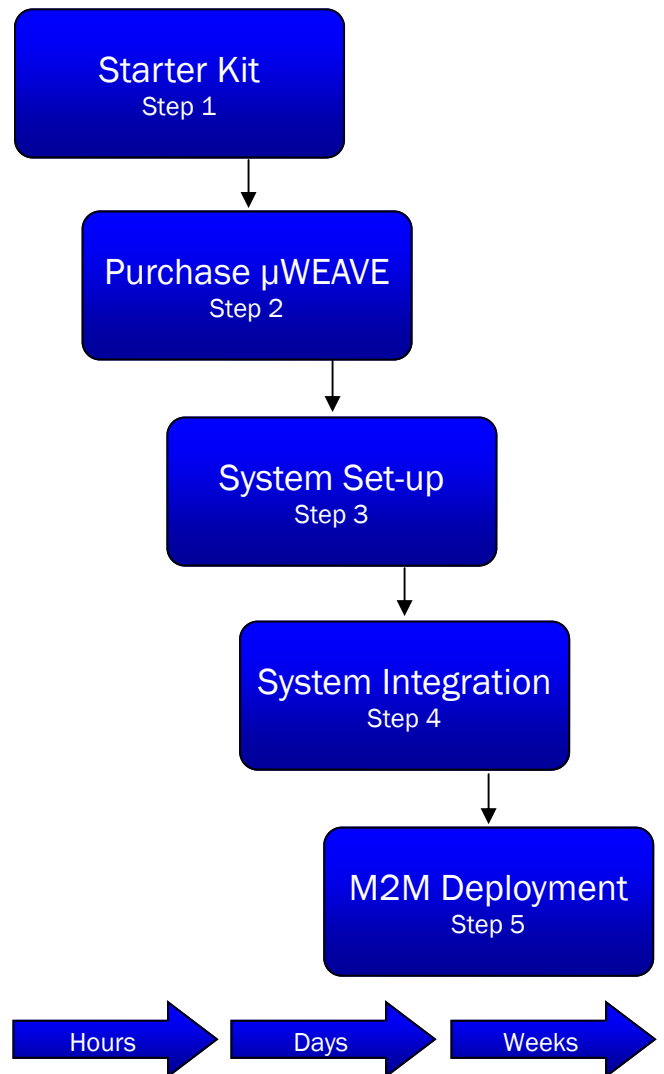 Starter Kit
Step 1
Purchase µWEAVE
Step 2
System Set-up
Step 3
System Integration
Step 4
M2M Deployment
Step 5
Hours
Days
Weeks